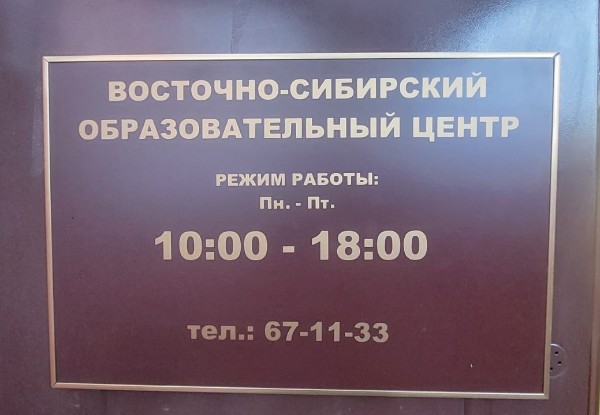 ВОСТОЧНО-СИБИРСКИЙ
ОБРАЗОВАТЕЛЬНЫЙ ЦЕНТР
РЕЖИМ РАБОТЫ:
Пн. - Пт.
10:00 - 18:00
тел.: 67-11-33